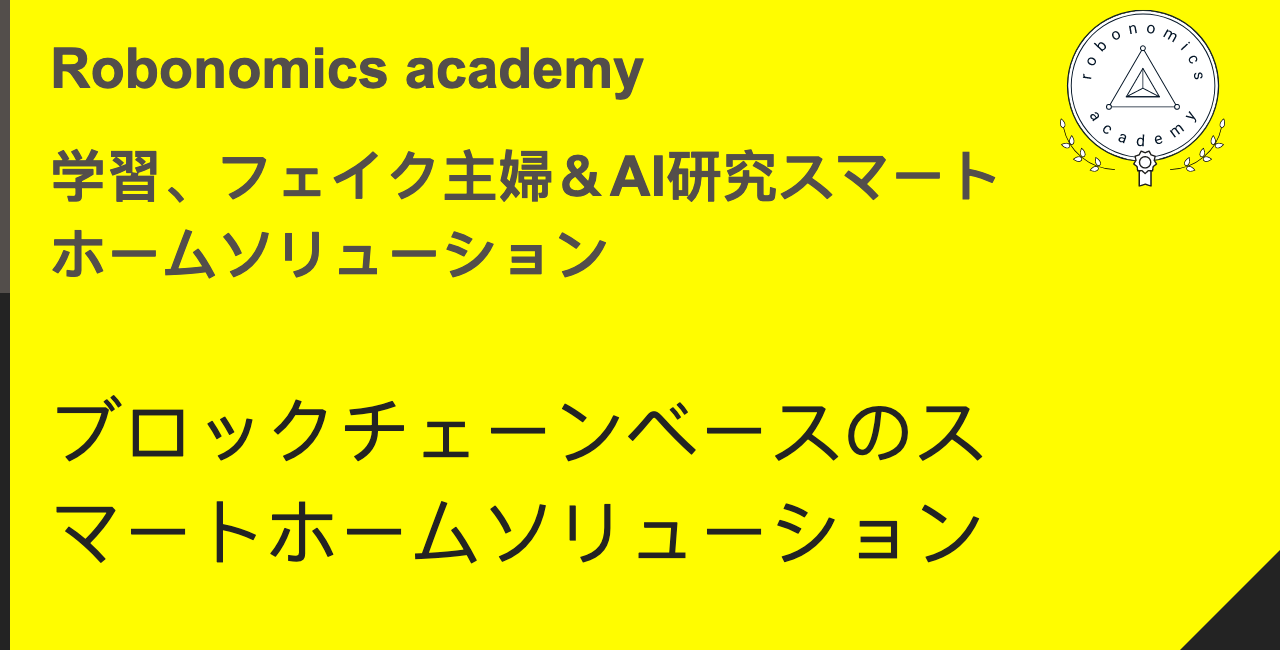 Robonomics academy
学習、フェイク主婦＆AI研究スマート
ホームソリューション
ブロックチェーンベースのス
マートホームソリューション
robonomics
academy